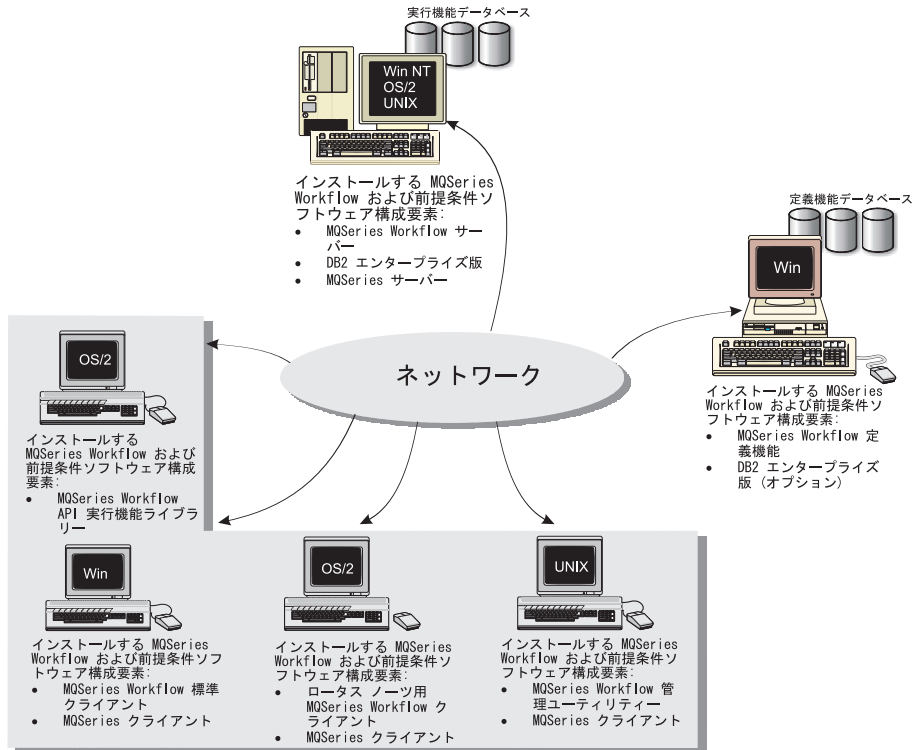 実行機能データベース
Win NT
OS/2
UNIX
インストールする MQSeries
Workflow および前提条件ソ
フトウェア構成要素:
• MQSeries Workflow サー
バー
• DB2 エンタープライズ版
• MQSeries サーバー
定義機能データベース
Win
インストールする MQSeries
Workflow および前提条件ソ
フトウェア構成要素:
• MQSeries Workflow 定
義機能
• DB2 エンタープライズ
版 (オプション)
ネットワーク
OS/2
インストールする
MQSeries Workflow および
前提条件ソフトウェア構成
要素:
• MQSeries Workflow
API 実行機能ライブラ
リー
Win
インストールする MQSeries
Workflow および前提条件ソフ
トウェア構成要素:
• MQSeries Workflow 標準
クライアント
• MQSeries クライアント
OS/2
インストールする MQSeries
Workflow および前提条件ソ
フトウェア構成要素:
• ロータス ノーツ用
MQSeries Workflow ク
ライアント
• MQSeries クライアント
UNIX
インストールする MQSeries
Workflow および前提条件ソ
フトウェア構成要素:
• MQSeries Workflow 管
理ユーティリティー
• MQSeries クライアント